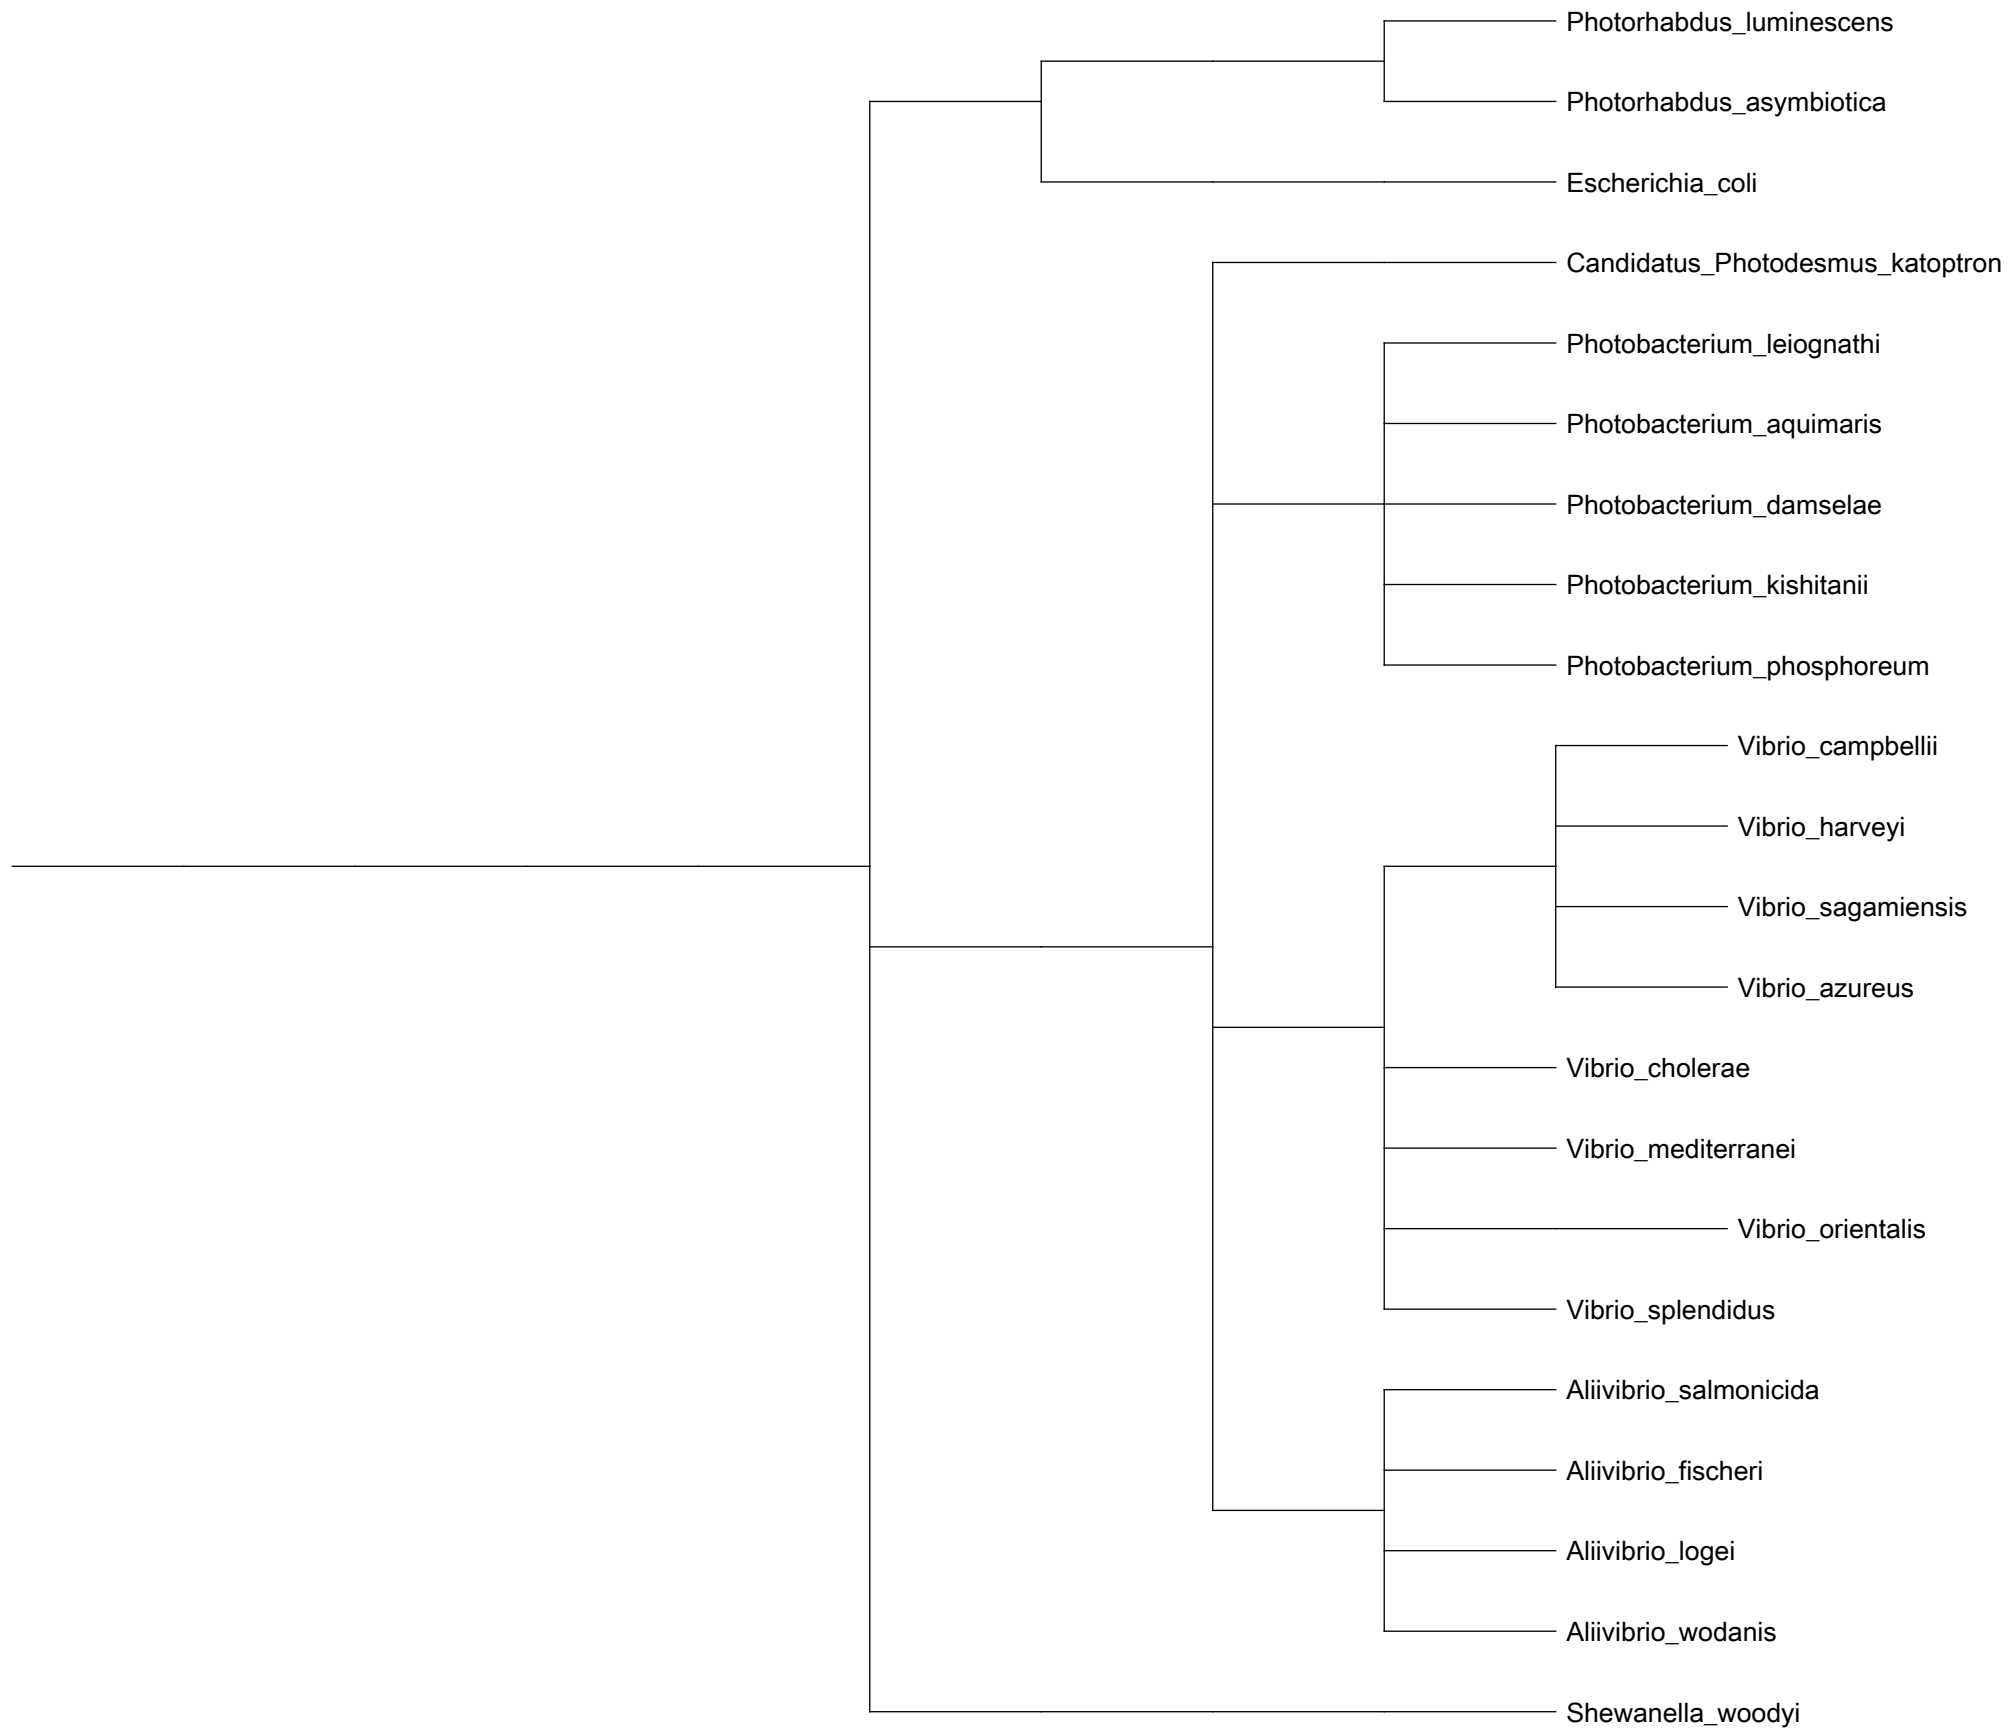 Photorhabdus_luminescens
Photorhabdus_asymbiotica
Escherichia_coli
Candidatus_Photodesmus_katoptron
Photobacterium_leiognathi
Photobacterium_aquimaris
Photobacterium_damselae
Photobacterium_kishitanii
Photobacterium_phosphoreum
Vibrio_campbellii
Vibrio_harveyi
Vibrio_sagamiensis
Vibrio_azureus
Vibrio_cholerae
Vibrio_mediterranei
Vibrio_orientalis
Vibrio_splendidus
Aliivibrio_salmonicida
Aliivibrio_fischeri
Aliivibrio_logei
Aliivibrio_wodanis
Shewanella_woodyi